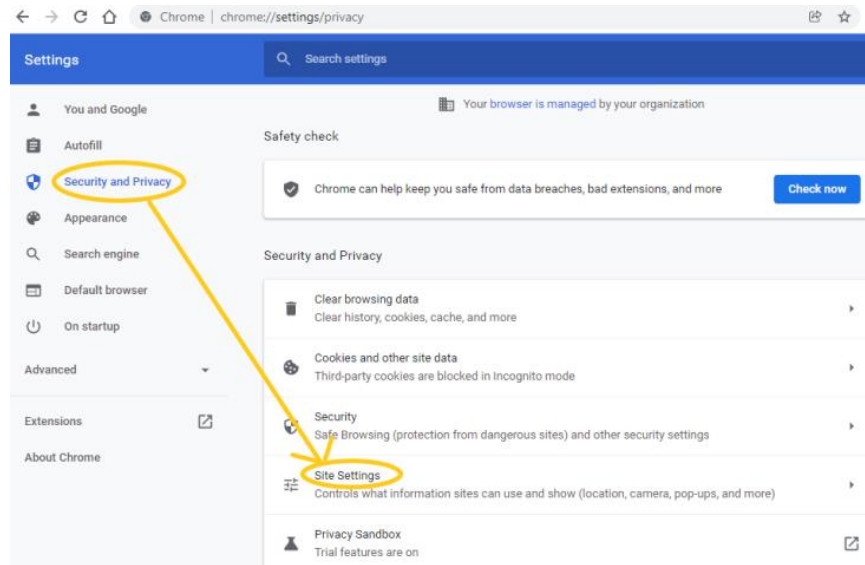 Chrome | chrome://settings/privacy
Settings
Search settings
You and Google
Autofill
Security and Privacy
Appearance
Search engine
Default browser
On startup
Advanced
Extensions
About Chrome
Your browser is managed by your organization
Safety check
Chrome can help keep you safe from data breaches, bad extensions, and more
Check now
Security and Privacy
Clear browsing data
Clear history, cookies, cache, and more
Cookies and other site data
Third-party cookies are blocked in Incognito mode
Security
Safe Browsing (protection from dangerous sites) and other security settings
Site Settings
Controls what information sites can use and show (location, camera, pop-ups, and more)
Privacy Sandbox
Trial features are on